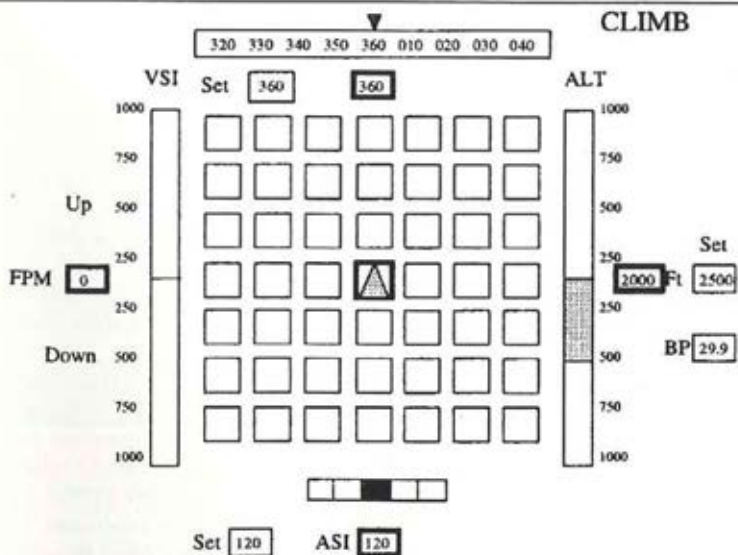 CLIMB
320 330 340 350 360 010 020 030 040
VSI Set 360 360 ALT
1000 1000
750 750
Up 500 500
Set
250 250
FPM 0 2000 Ft 2500
250 250
Down 500 500 BP 29.9
750 750
1000 1000
Set 120 ASI 120